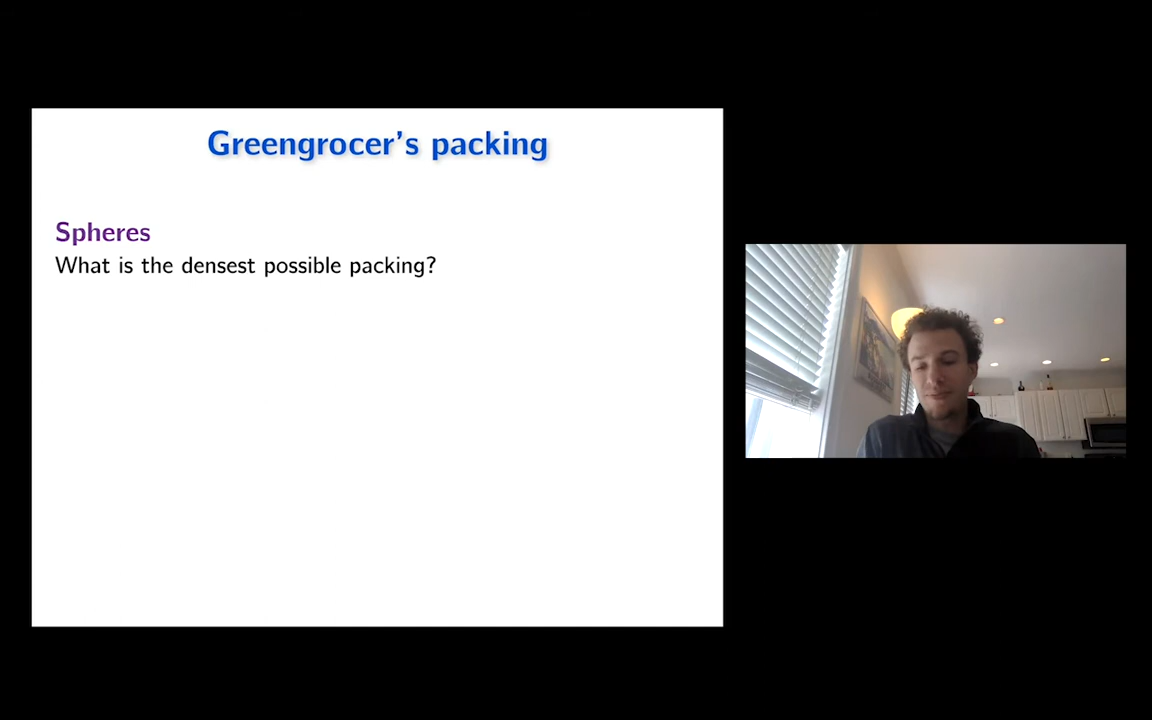 Greengrocer's packing
Spheres
What is the densest possible packing?